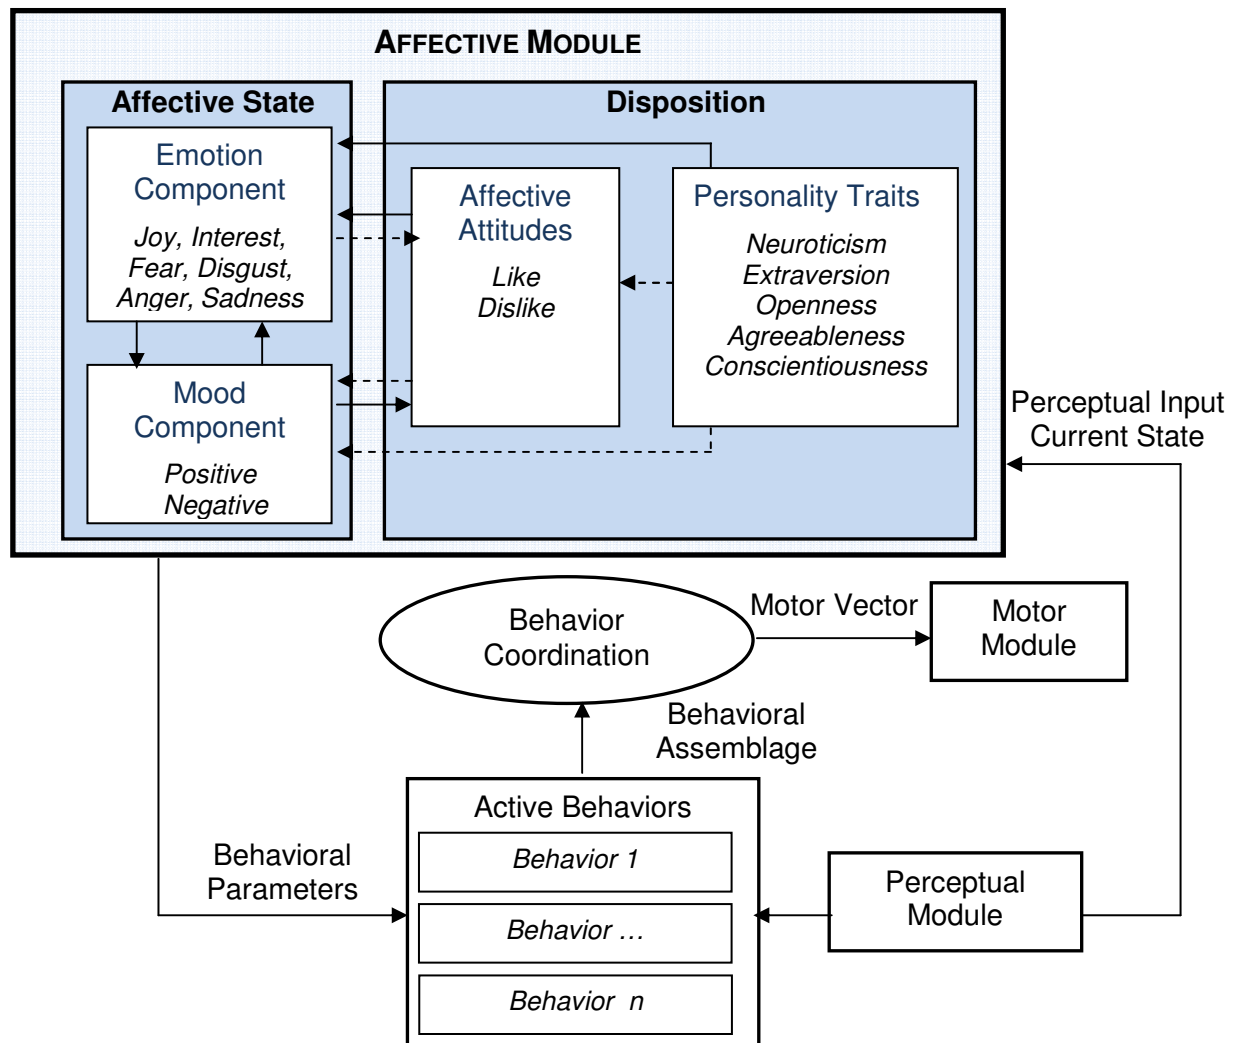 AFFECTIVE MODULE
Affective State
Emotion
Component
Joy, Interest,
Fear, Disgust,
Anger, Sadness
Mood
Component
Positive
Negative
Disposition
Affective
Attitudes
Like
Dislike
Personality Traits
Neuroticism
Extraversion
Openness
Agreeableness
Conscientiousness
Perceptual Input
Current State
Behavior
Coordination
Motor Vector
Motor
Module
Behavioral
Assemblage
Active Behaviors
Behavior 1
Behavior ...
Behavior n
Behavioral
Parameters
Perceptual
Module